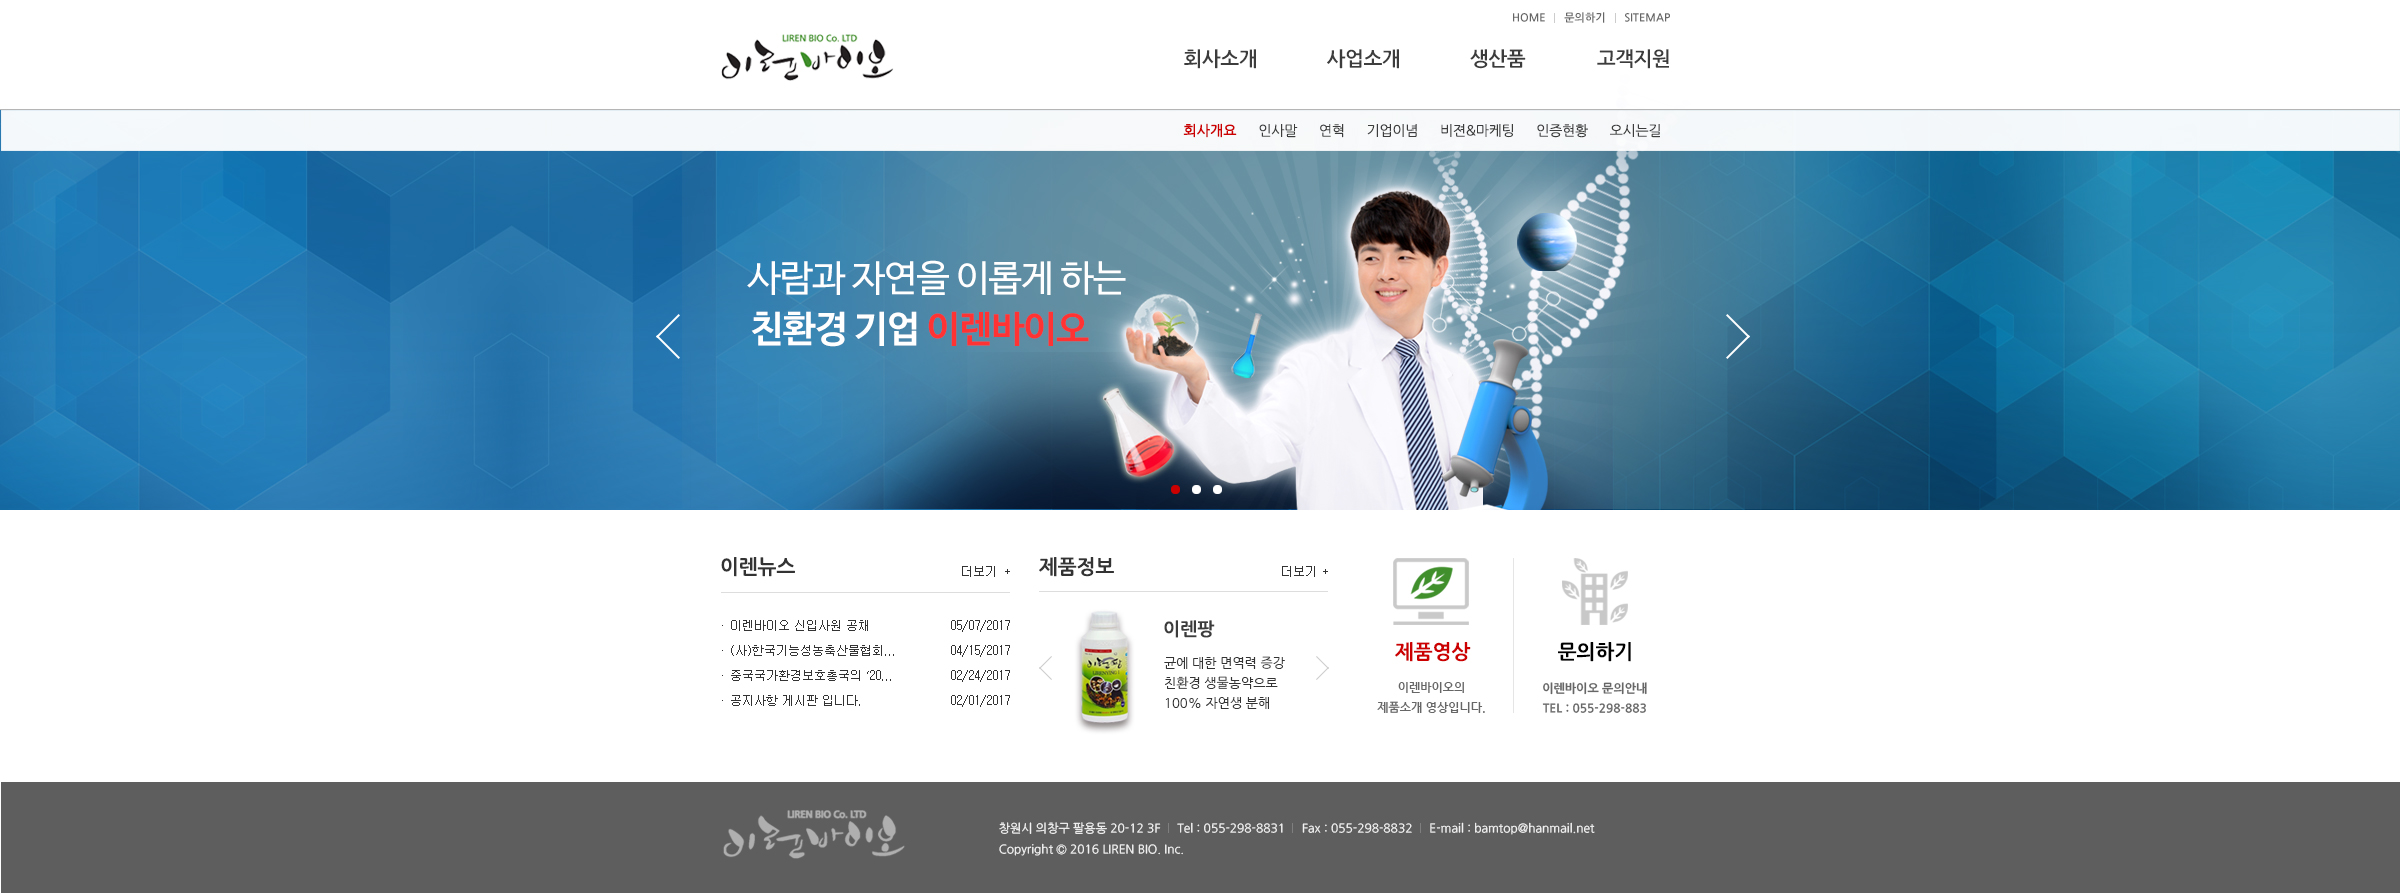 HOME 문의하기 SITEMAP
LIREN BIO Co. LTD
이렌바이오
회사소개 사업소개 생산품 고객지원
회사개요 인사말 연혁 기업이념 비젼&마케팅 인증현황 오시는길
사람과 자연을 이롭게 하는
친환경 기업 이렌바이오
이렌뉴스 더보기 +
· 이렌바이오 신입사원 공채 05/07/2017
· (사)한국기능성농축산물협회... 04/15/2017
· 중국국가환경보호총국의 '20... 02/24/2017
· 공지사항 게시판 입니다. 02/01/2017
제품정보 더보기 +
이렌팡
균에 대한 면역력 증강
친환경 생물농약으로
100% 자연생 분해
이렌팡
제품영상
이렌바이오의
제품소개 영상입니다.
문의하기
이렌바이오 문의안내
TEL : 055-298-883
LIREN BIO Co. LTD
이렌바이오
창원시 의창구 팔용동 20-12 3F Tel : 055-298-8831 Fax : 055-298-8832 E-mail : bamtop@hanmail.net
Copyright © 2016 LIREN BIO. Inc.